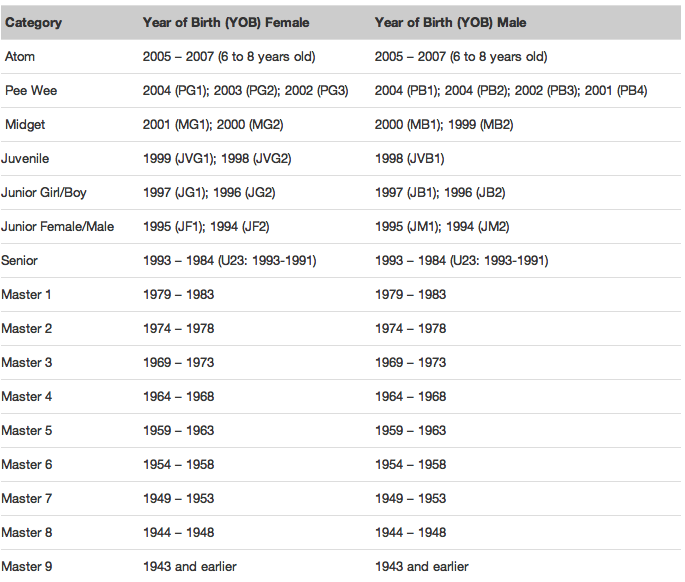 Category Year of Birth (YOB) Female Year of Birth (YOB) Male
Atom 2005 – 2007 (6 to 8 years old) 2005 – 2007 (6 to 8 years old)
Pee Wee 2004 (PG1); 2003 (PG2); 2002 (PG3) 2004 (PB1); 2004 (PB2); 2002 (PB3); 2001 (PB4)
Midget 2001 (MG1); 2000 (MG2) 2000 (MB1); 1999 (MB2)
Juvenile 1999 (JVG1); 1998 (JVG2) 1998 (JVB1)
Junior Girl/Boy 1997 (JG1); 1996 (JG2) 1997 (JB1); 1996 (JB2)
Junior Female/Male 1995 (JF1); 1994 (JF2) 1995 (JM1); 1994 (JM2)
Senior 1993 – 1984 (U23: 1993-1991) 1993 – 1984 (U23: 1993-1991)
Master 1 1979 – 1983 1979 – 1983
Master 2 1974 – 1978 1974 – 1978
Master 3 1969 – 1973 1969 – 1973
Master 4 1964 – 1968 1964 – 1968
Master 5 1959 – 1963 1959 – 1963
Master 6 1954 – 1958 1954 – 1958
Master 7 1949 – 1953 1949 – 1953
Master 8 1944 – 1948 1944 – 1948
Master 9 1943 and earlier 1943 and earlier